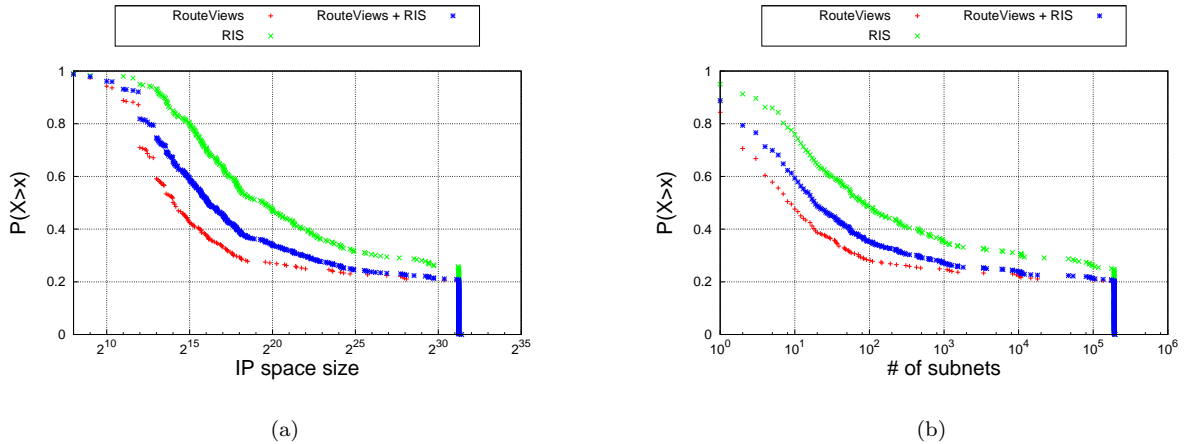 RouteViews
RouteViews + RIS
RIS
P(X>x)
1
0.8
0.6
0.4
0.2
0
2^10
2^15
2^20
2^25
2^30
2^35
IP space size
(a)
RouteViews
RouteViews + RIS
RIS
P(X>x)
1
0.8
0.6
0.4
0.2
0
10^0
10^1
10^2
10^3
10^4
10^5
10^6
# of subnets
(b)